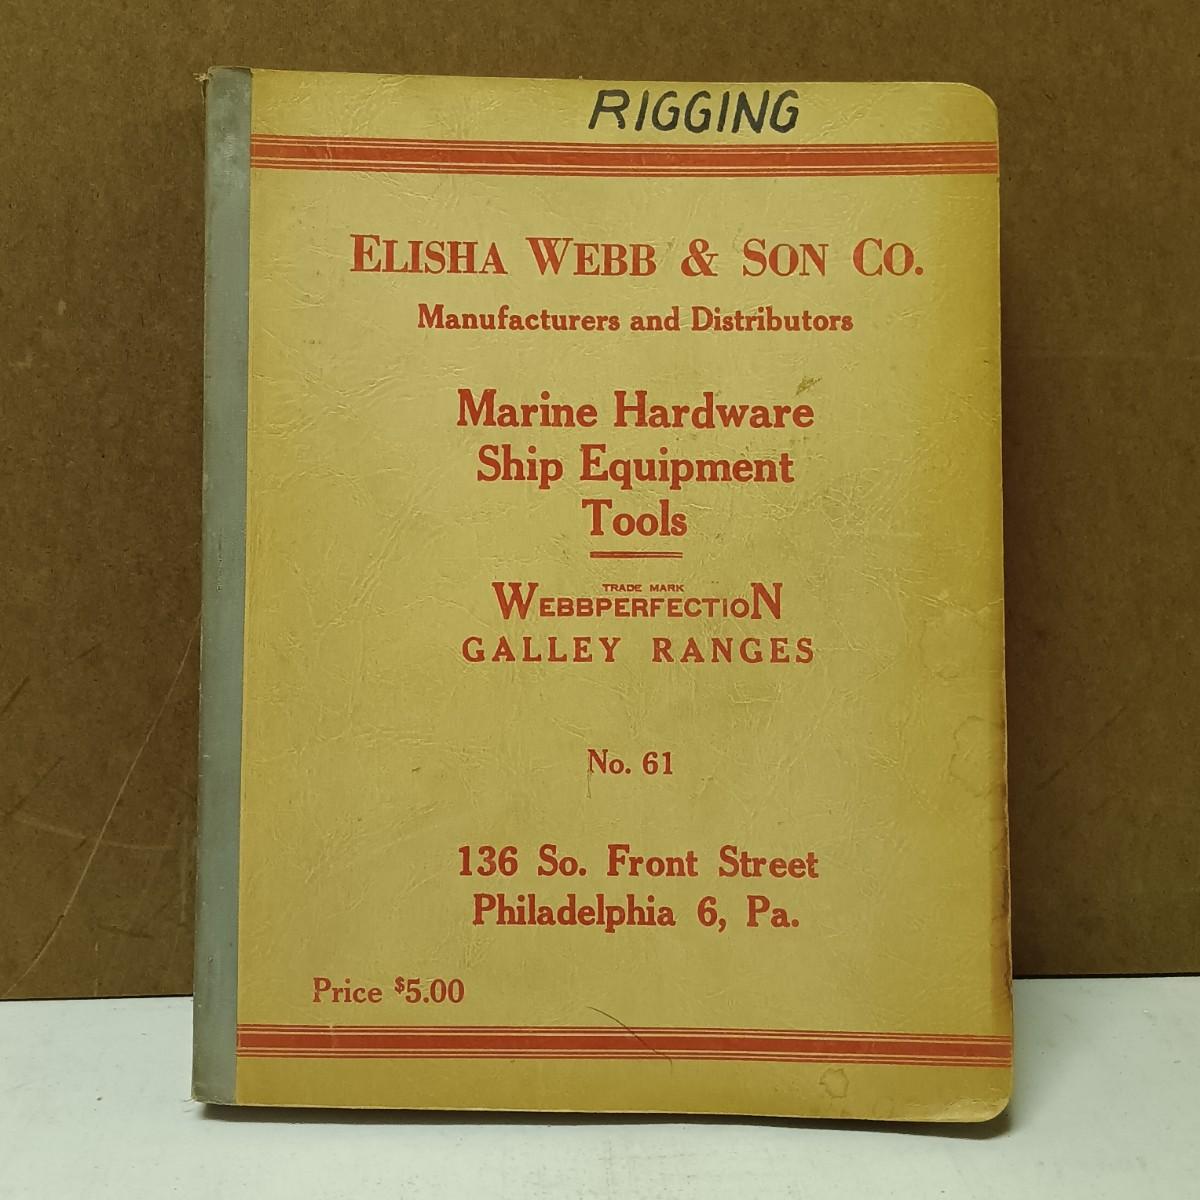 RIGGING
ELISHA WEBB & SON CO.
Manufacturers and Distributors
Marine Hardware
Ship Equipment
Tools
TRADE MARK
WEBBPERFECTION
GALLEY RANGES
No. 61
136 So. Front Street
Philadelphia 6, Pa.
Price $5.00